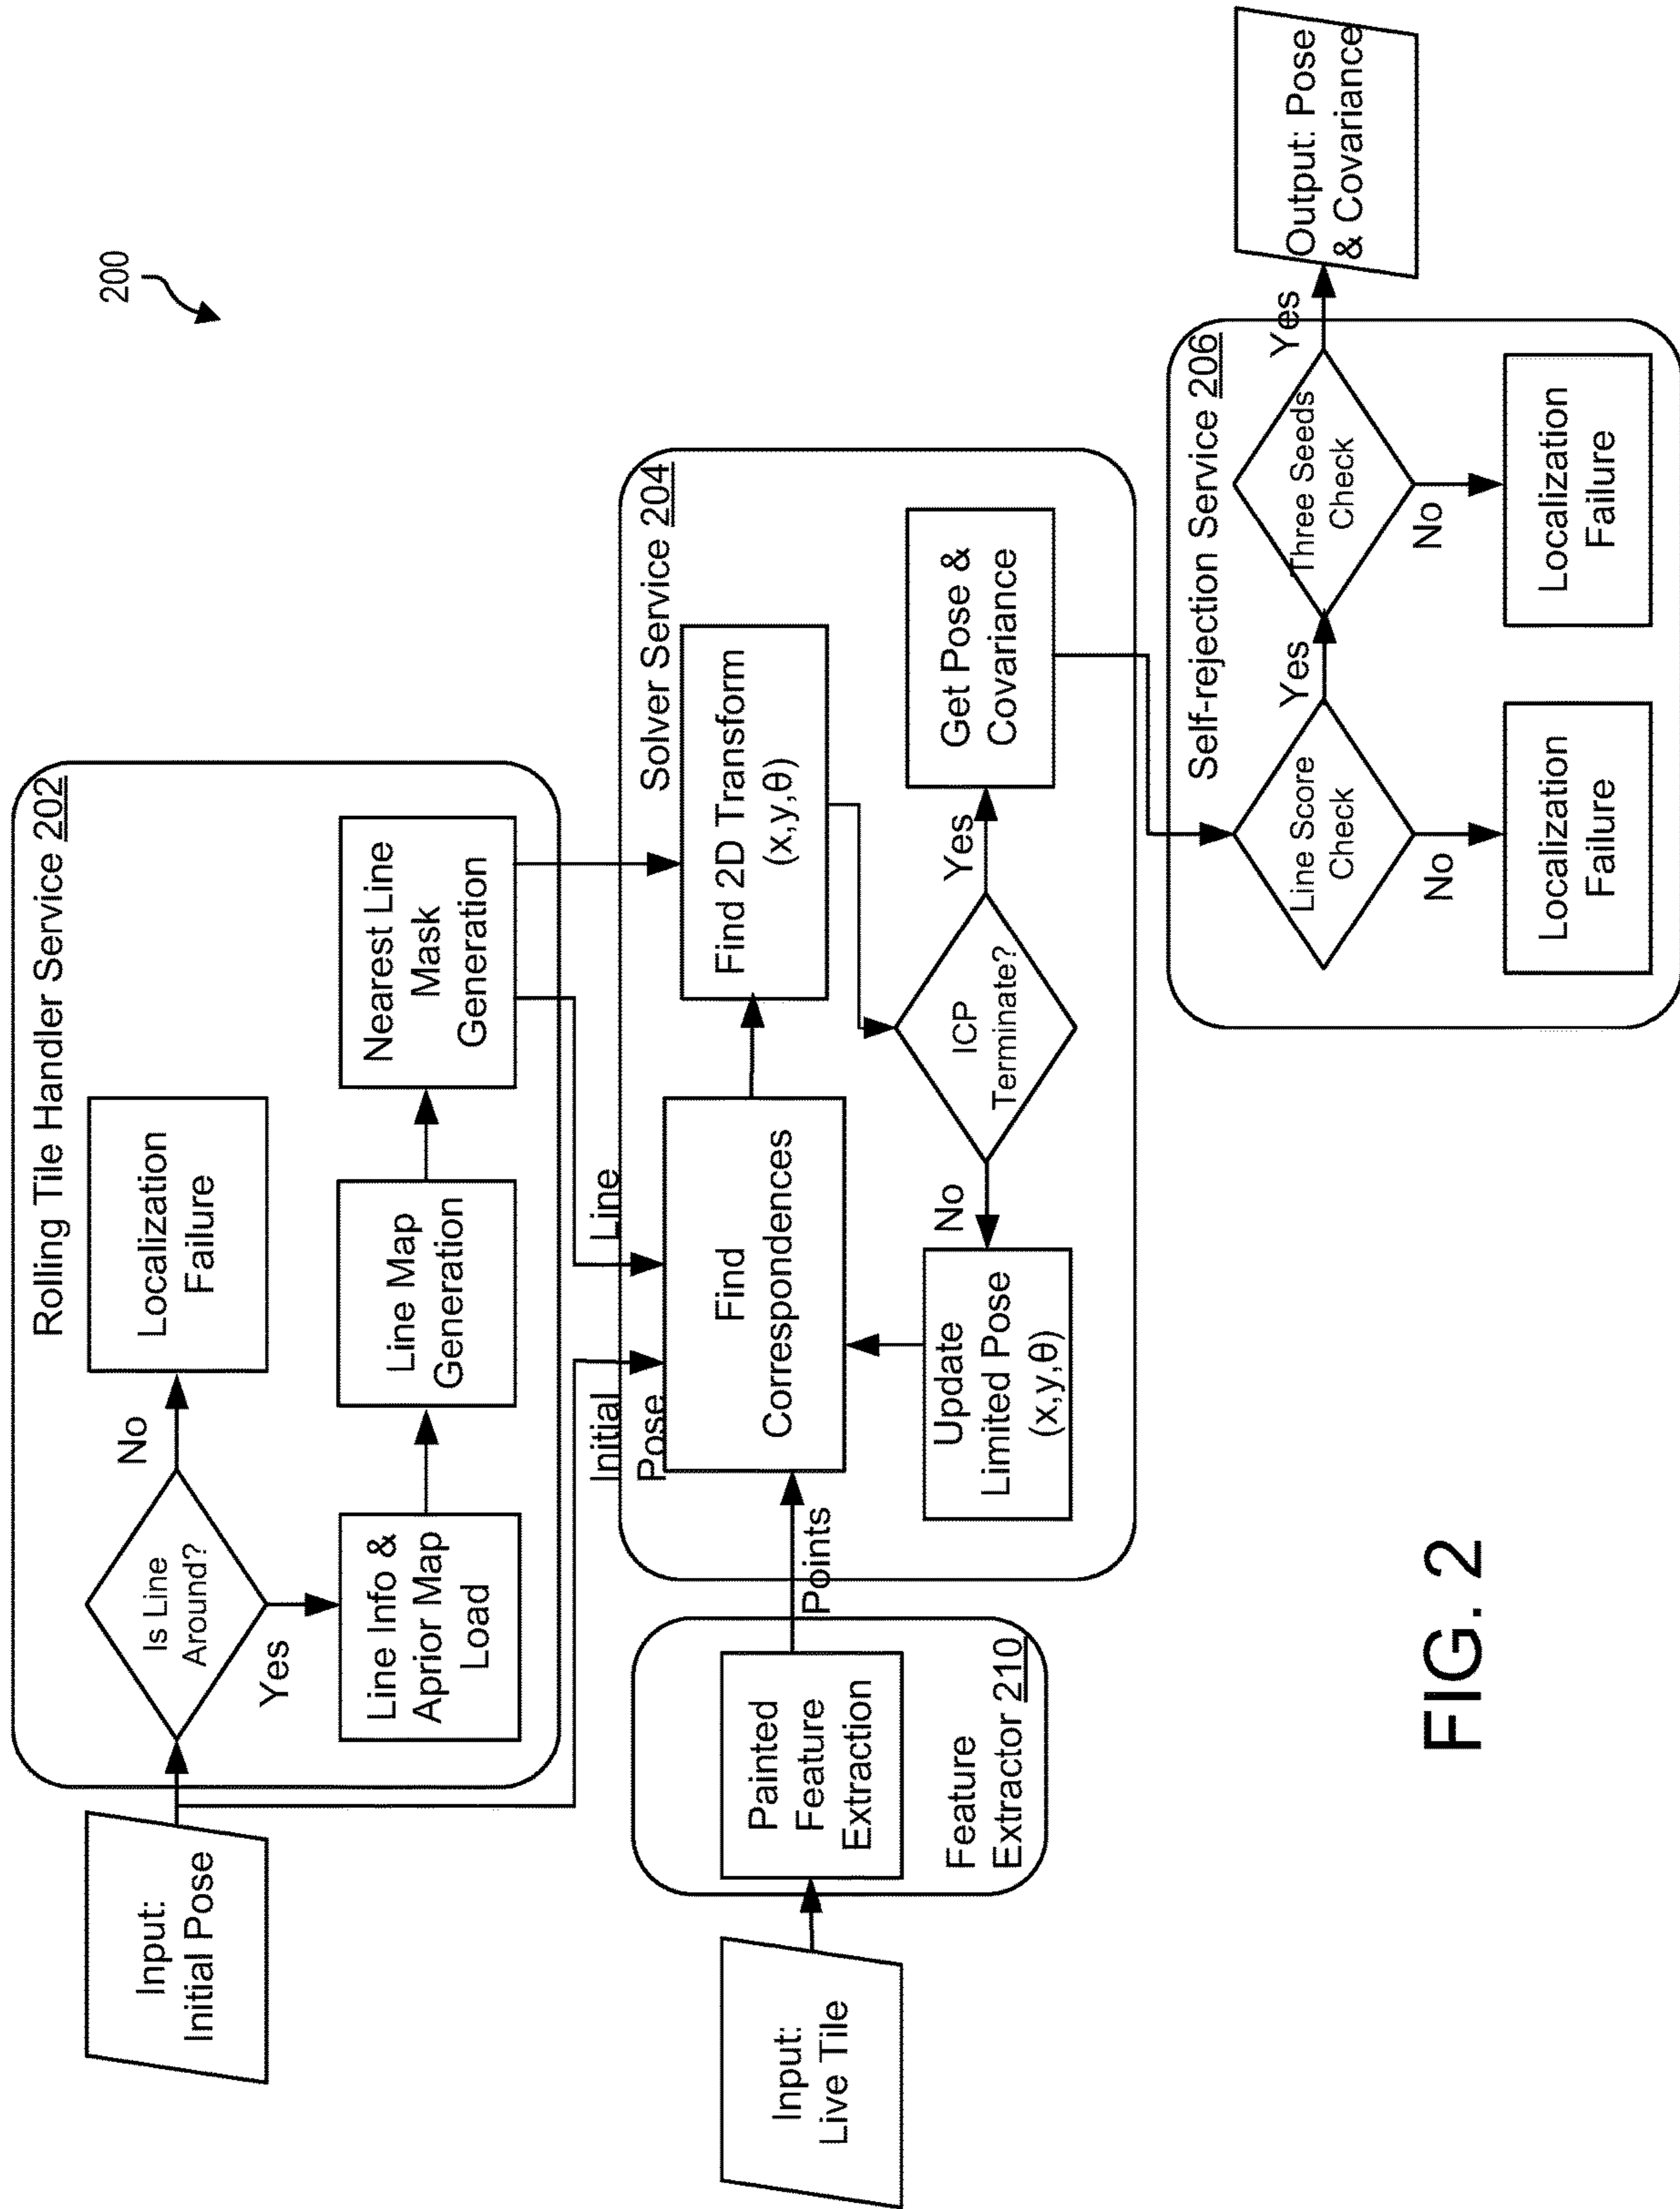 200
Input:
Initial Pose
Rolling Tile Handler Service 202
Is Line
Around?
No
Localization
Failure
Yes
Line Info &
Aprior Map
Load
Line Map
Generation
Nearest Line
Mask
Generation
Initial
Pose
Line
Input:
Live Tile
Painted
Feature
Extraction
Feature
Extractor 210
Points
Solver Service 204
Find
Correspondences
Find 2D Transform
(x,y,θ)
Update
Limited Pose
(x,y,θ)
No
ICP
Terminate?
Yes
Get Pose &
Covariance
Self-rejection Service 206
Line Score
Check
Yes
Three Seeds
Check
Yes
No
Localization
Failure
No
Localization
Failure
Output: Pose
& Covariance
FIG. 2